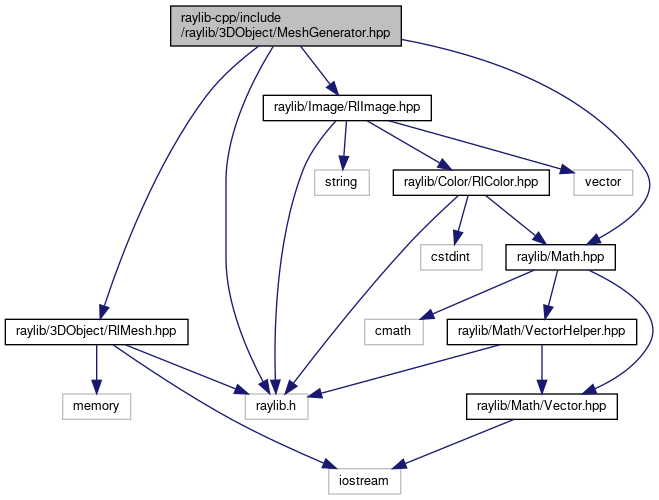 raylib-cpp/include
/raylib/3DObject/MeshGenerator.hpp
raylib/Image/RlImage.hpp
string
raylib/Color/RlColor.hpp
vector
cstdint
raylib/Math.hpp
raylib/3DObject/RlMesh.hpp
cmath
raylib/Math/VectorHelper.hpp
memory
raylib.h
raylib/Math/Vector.hpp
iostream